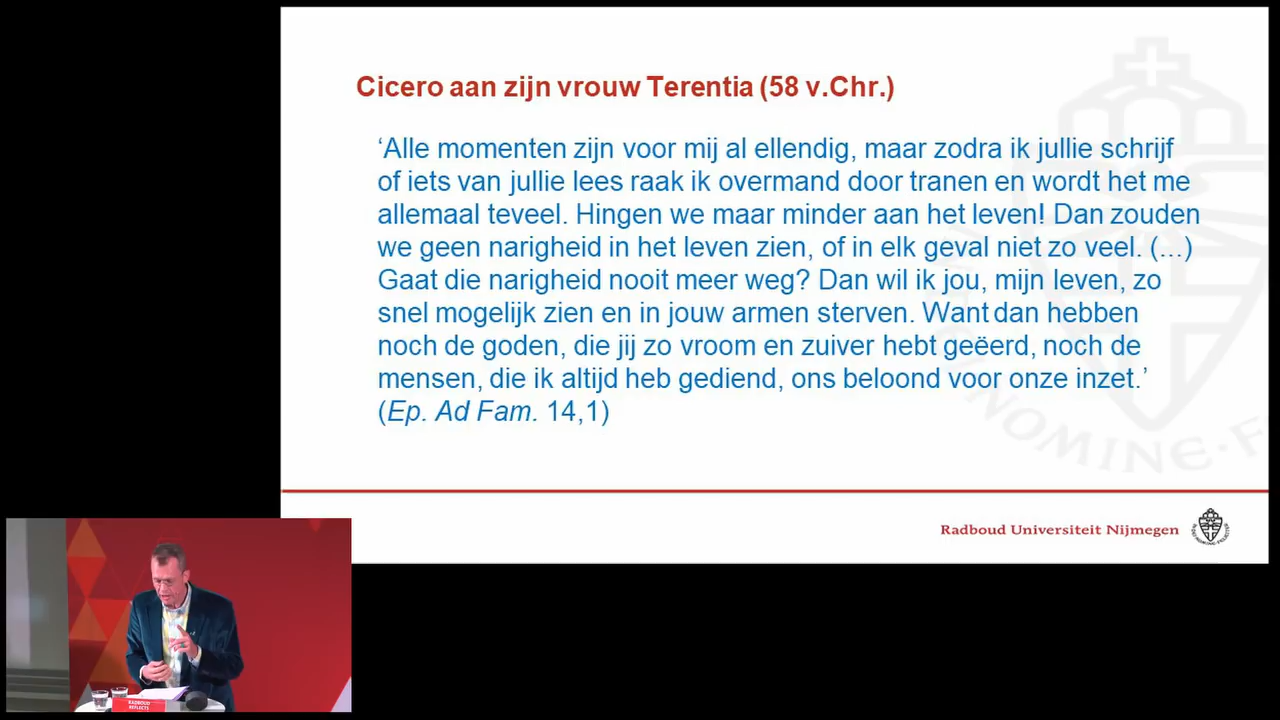 Cicero aan zijn vrouw Terentia (58 v.Chr.)
‘Alle momenten zijn voor mij al ellendig, maar zodra ik jullie schrijf
of iets van jullie lees raak ik overmand door tranen en wordt het me
allemaal teveel. Hingen we maar minder aan het leven! Dan zouden
we geen narigheid in het leven zien, of in elk geval niet zo veel. (...)
Gaat die narigheid nooit meer weg? Dan wil ik jou, mijn leven, zo
snel mogelijk zien en in jouw armen sterven. Want dan hebben
noch de goden, die jij zo vroom en zuiver hebt geëerd, noch de
mensen, die ik altijd heb gediend, ons beloond voor onze inzet.’
(Ep. Ad Fam. 14,1)
NOMINE · F
Radboud Universiteit Nijmegen
RADBOUD
REFLECTS